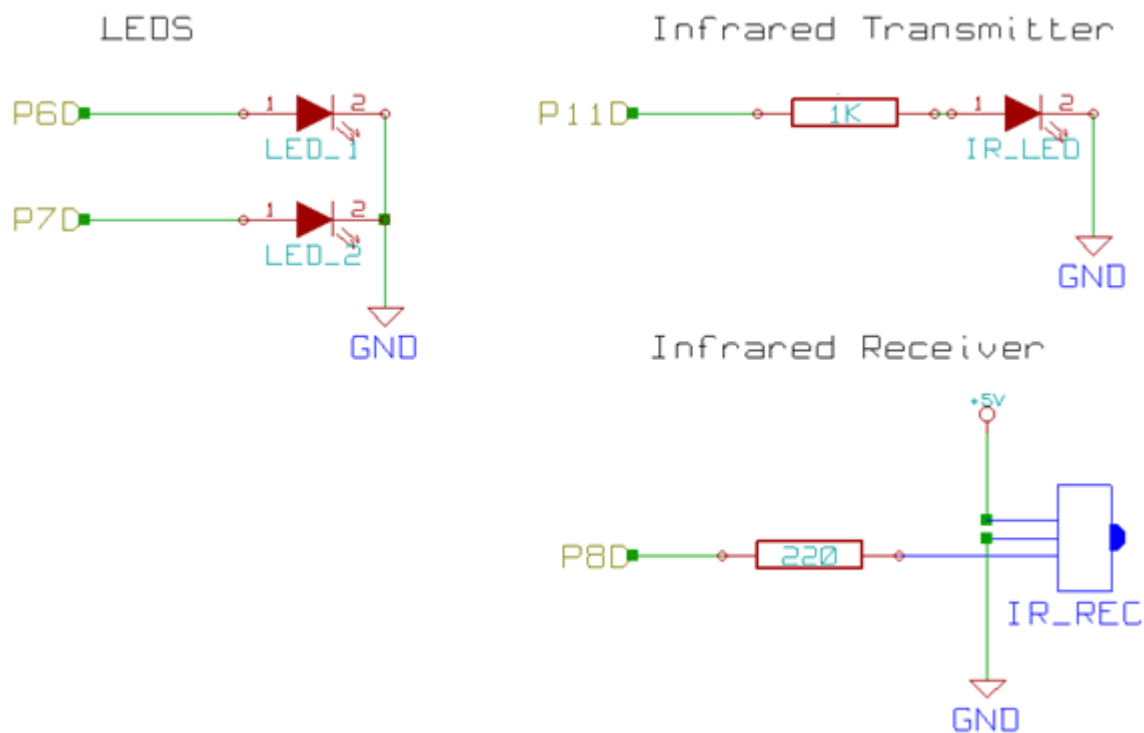 LEDS
P6D 1 2
LED_1
P7D 1 2
LED_2
GND
Infrared Transmitter
P11D 1K 1 2
IR_LED
GND
Infrared Receiver
+5V
P8D 220
IR_REC
GND